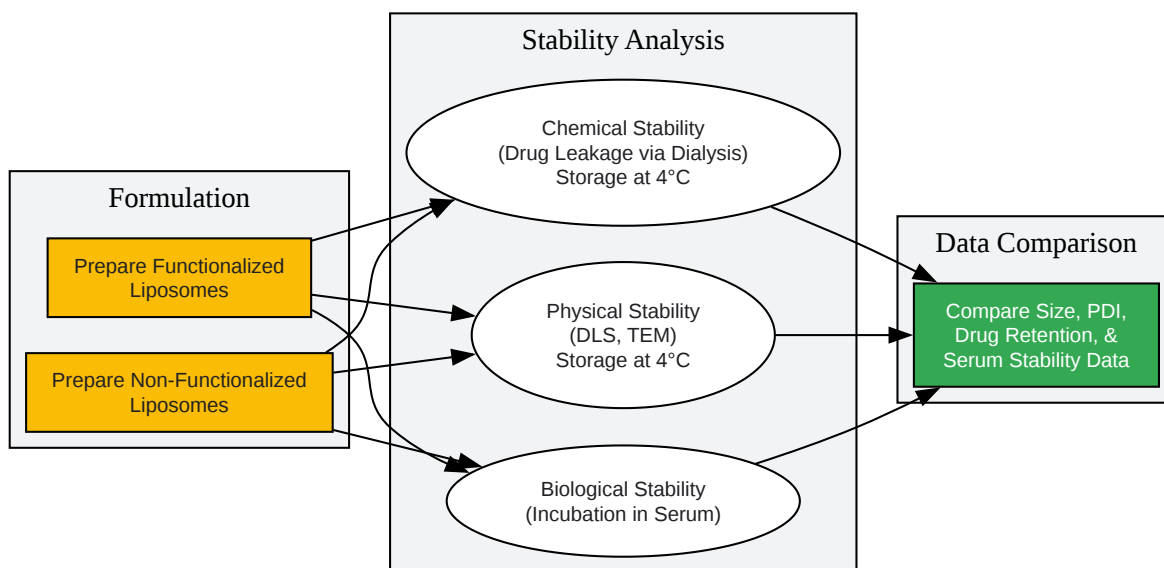 Formulation
Prepare Functionalized
Liposomes
Prepare Non-Functionalized
Liposomes
Stability Analysis
Chemical Stability
(Drug Leakage via Dialysis)
Storage at 4°C
Physical Stability
(DLS, TEM)
Storage at 4°C
Biological Stability
(Incubation in Serum)
Data Comparison
Compare Size, PDI,
Drug Retention, &
Serum Stability Data